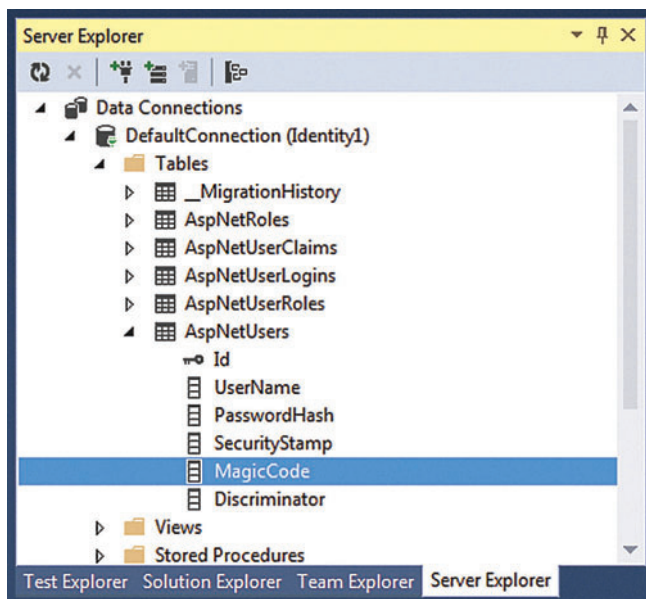 Server Explorer
Data Connections
DefaultConnection (Identity1)
Tables
__MigrationHistory
AspNetRoles
AspNetUserClaims
AspNetUserLogins
AspNetUserRoles
AspNetUsers
Id
UserName
PasswordHash
SecurityStamp
MagicCode
Discriminator
Views
Stored Procedures
Test Explorer Solution Explorer Team Explorer Server Explorer